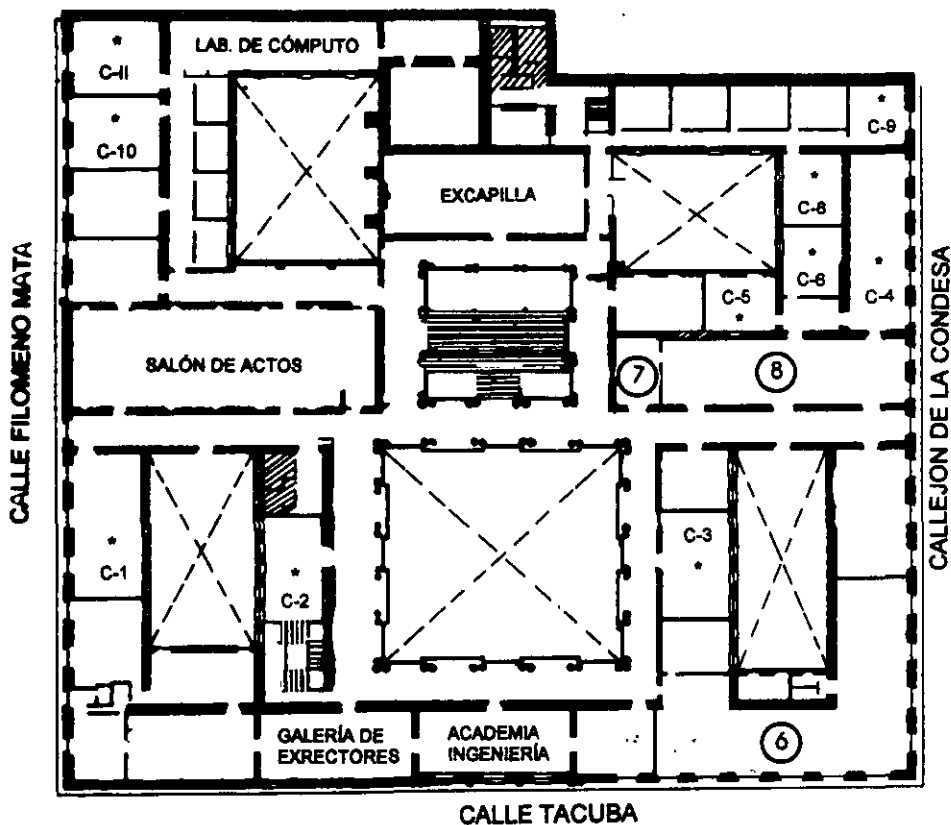 LAB. DE CÓMPUTO
C-11
C-10
C-9
EXCAPILLA
C-8
C-6
C-5
C-4
CALLE FILOMENO MATA
SALÓN DE ACTOS
7
8
CALLEJON DE LA CONDESA
C-1
C-2
C-3
GALERÍA DE
EXRECTORES
ACADEMIA
INGENIERÍA
6
CALLE TACUBA